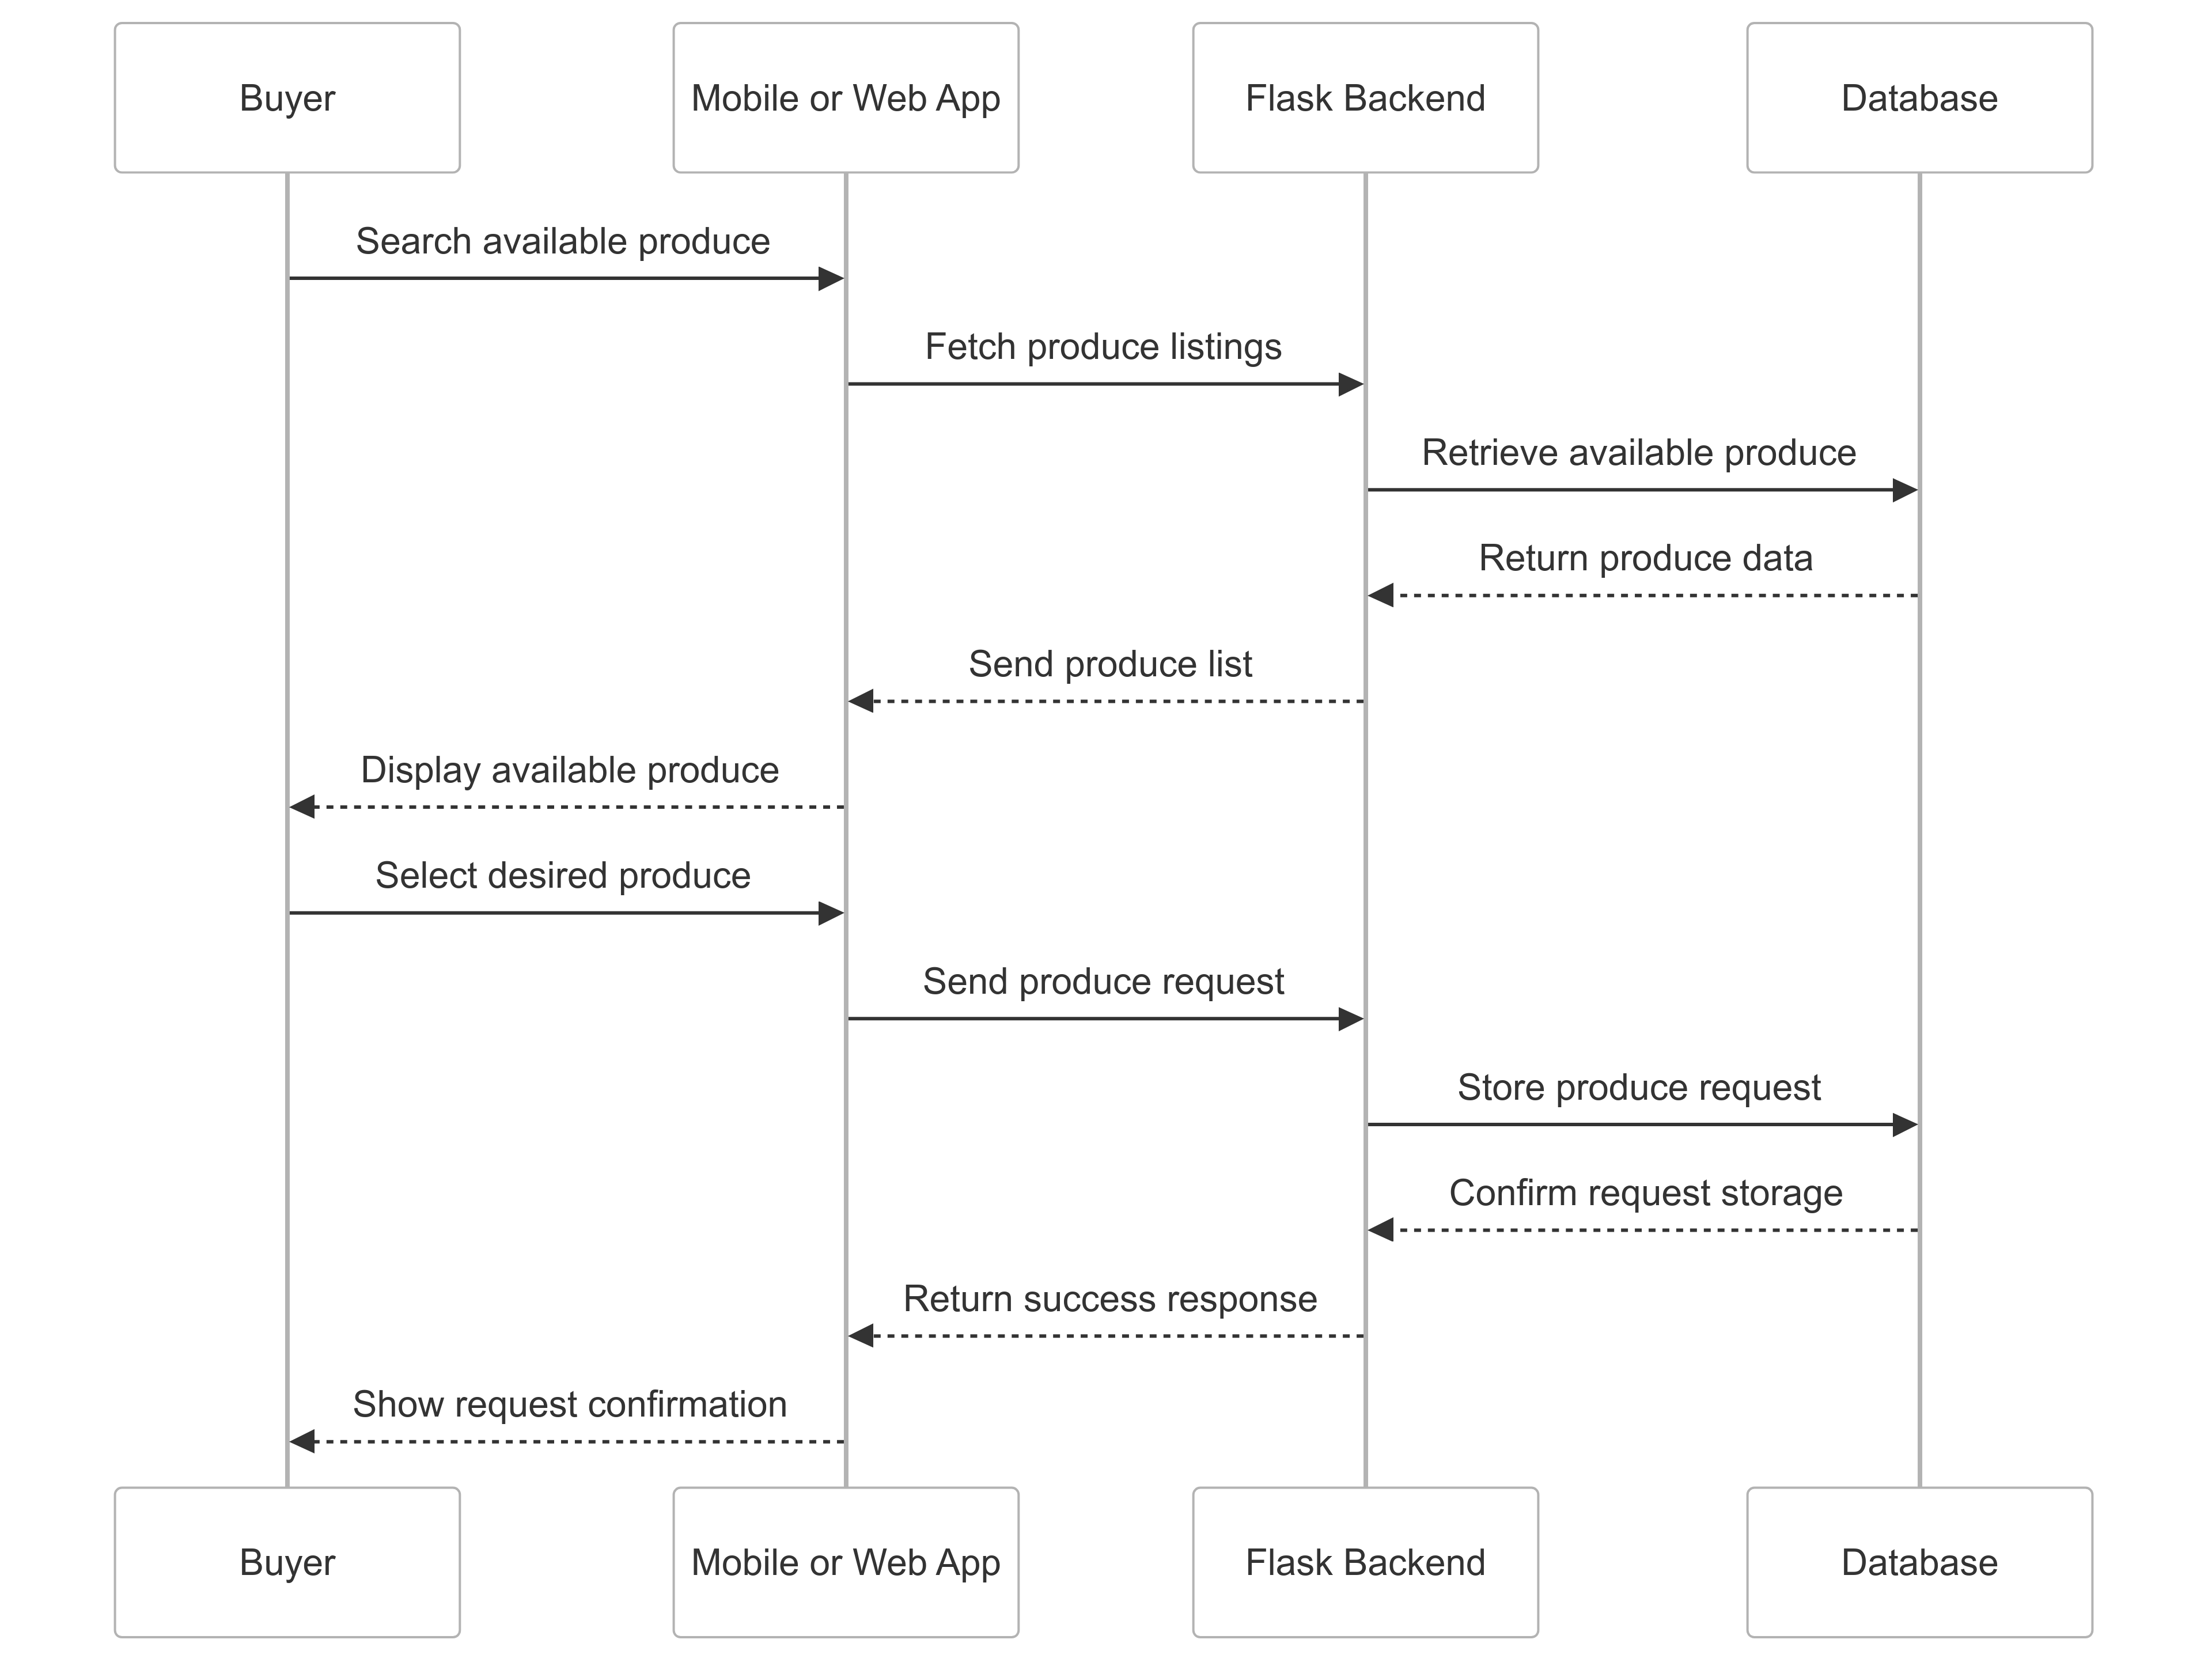 Buyer
Mobile or Web App
Flask Backend
Database
Search available produce
Fetch produce listings
Retrieve available produce
Return produce data
Send produce list
Display available produce
Select desired produce
Send produce request
Store produce request
Confirm request storage
Return success response
Show request confirmation
Buyer
Mobile or Web App
Flask Backend
Database